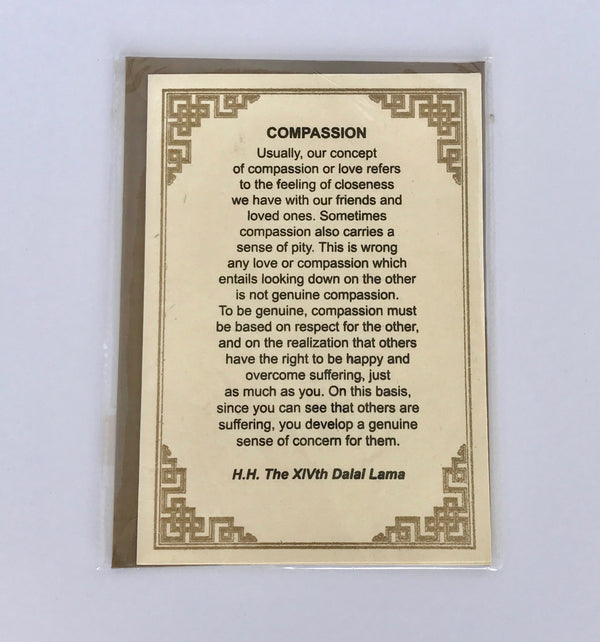 COMPASSION
Usually, our concept
of compassion or love refers
to the feeling of closeness
we have with our friends and
loved ones. Sometimes
compassion also carries a
sense of pity. This is wrong
any love or compassion which
entails looking down on the other
is not genuine compassion.
To be genuine, compassion must
be based on respect for the other,
and on the realization that others
have the right to be happy and
overcome suffering, just
as much as you. On this basis,
since you can see that others are
suffering, you develop a genuine
sense of concern for them.
H.H. The XIVth Dalai Lama